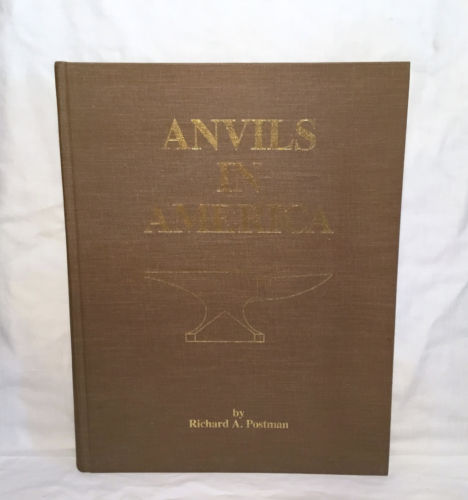 ANVILS
IN
AMERICA
by
Richard A. Postman